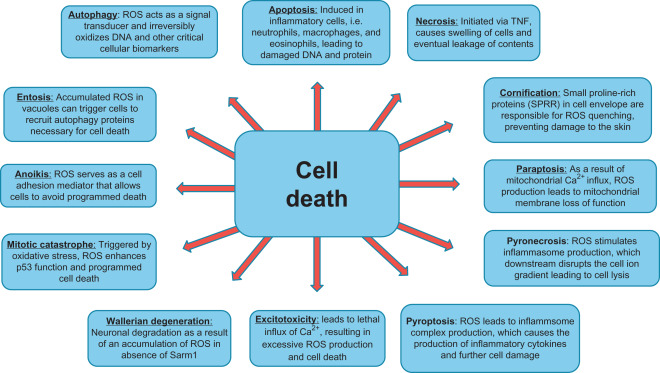 Autophagy: ROS acts as a signal
transducer and irreversibly
oxidizes DNA and other critical
cellular biomarkers
Apoptosis: Induced in
inflammatory cells, i.e.
neutrophils, macrophages, and
eosinophils, leading to
damaged DNA and protein
Necrosis: Initiated via TNF,
causes swelling of cells and
eventual leakage of contents
Entosis: Accumulated ROS in
vacuoles can trigger cells to
recruit autophagy proteins
necessary for cell death
Cornification: Small proline-rich
proteins (SPRR) in cell envelope are
responsible for ROS quenching,
preventing damage to the skin
Cell
death
Anoikis: ROS serves as a cell
adhesion mediator that allows
cells to avoid programmed death
Paraptosis: As a result of
mitochondrial Ca2+ influx, ROS
production leads to mitochondrial
membrane loss of function
Mitotic catastrophe: Triggered by
oxidative stress, ROS enhances
p53 function and programmed
cell death
Pyronecrosis: ROS stimulates
inflammasome production, which
downstream disrupts the cell ion
gradient leading to cell lysis
Wallerian degeneration:
Neuronal degradation as a result
of an accumulation of ROS in
absence of Sarm1
Excitotoxicity: leads to lethal
influx of Ca2+, resulting in
excessive ROS production
and cell death
Pyroptosis: ROS leads to inflammsome
complex production, which causes the
production of inflammatory cytokines
and further cell damage